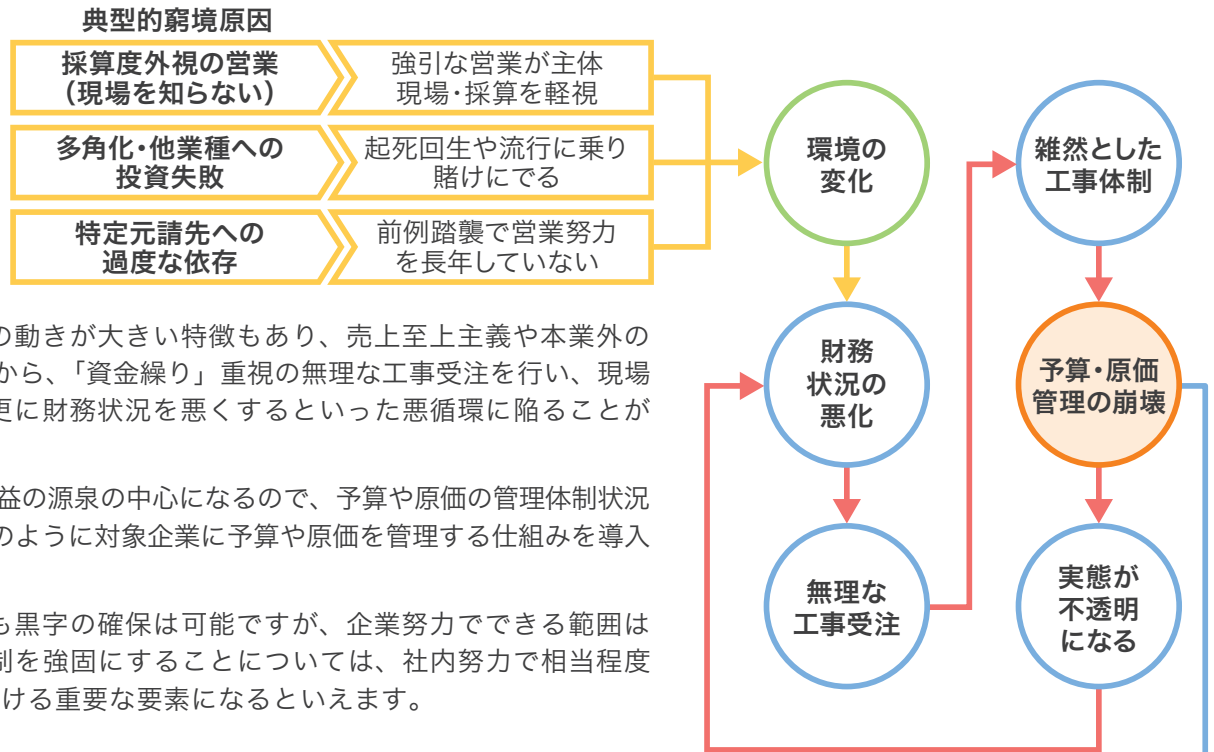 典型的窮境原因
採算度外視の営業
（現場を知らない）
強引な営業が主体
現場・採算を軽視
多角化・他業種への
投資失敗
起死回生や流行に乗り
賭けにでる
特定元請先への
過度な依存
前例踏襲で営業努力
を長年していない
環境の
変化
財務
状況の
悪化
無理な
工事受注
雑然とした
工事体制
予算・原価
管理の崩壊
実態が
不透明
になる
の動きが大きい特徴もあり、売上至上主義や本業外の
から、「資金繰り」重視の無理な工事受注を行い、現場
更に財務状況を悪くするといった悪循環に陥ることが
益の源泉の中心になるので、予算や原価の管理体制状況
のように対象企業に予算や原価を管理する仕組みを導入
も黒字の確保は可能ですが、企業努力でできる範囲は
制を強固にすることについては、社内努力で相当程度
ける重要な要素になるといえます。